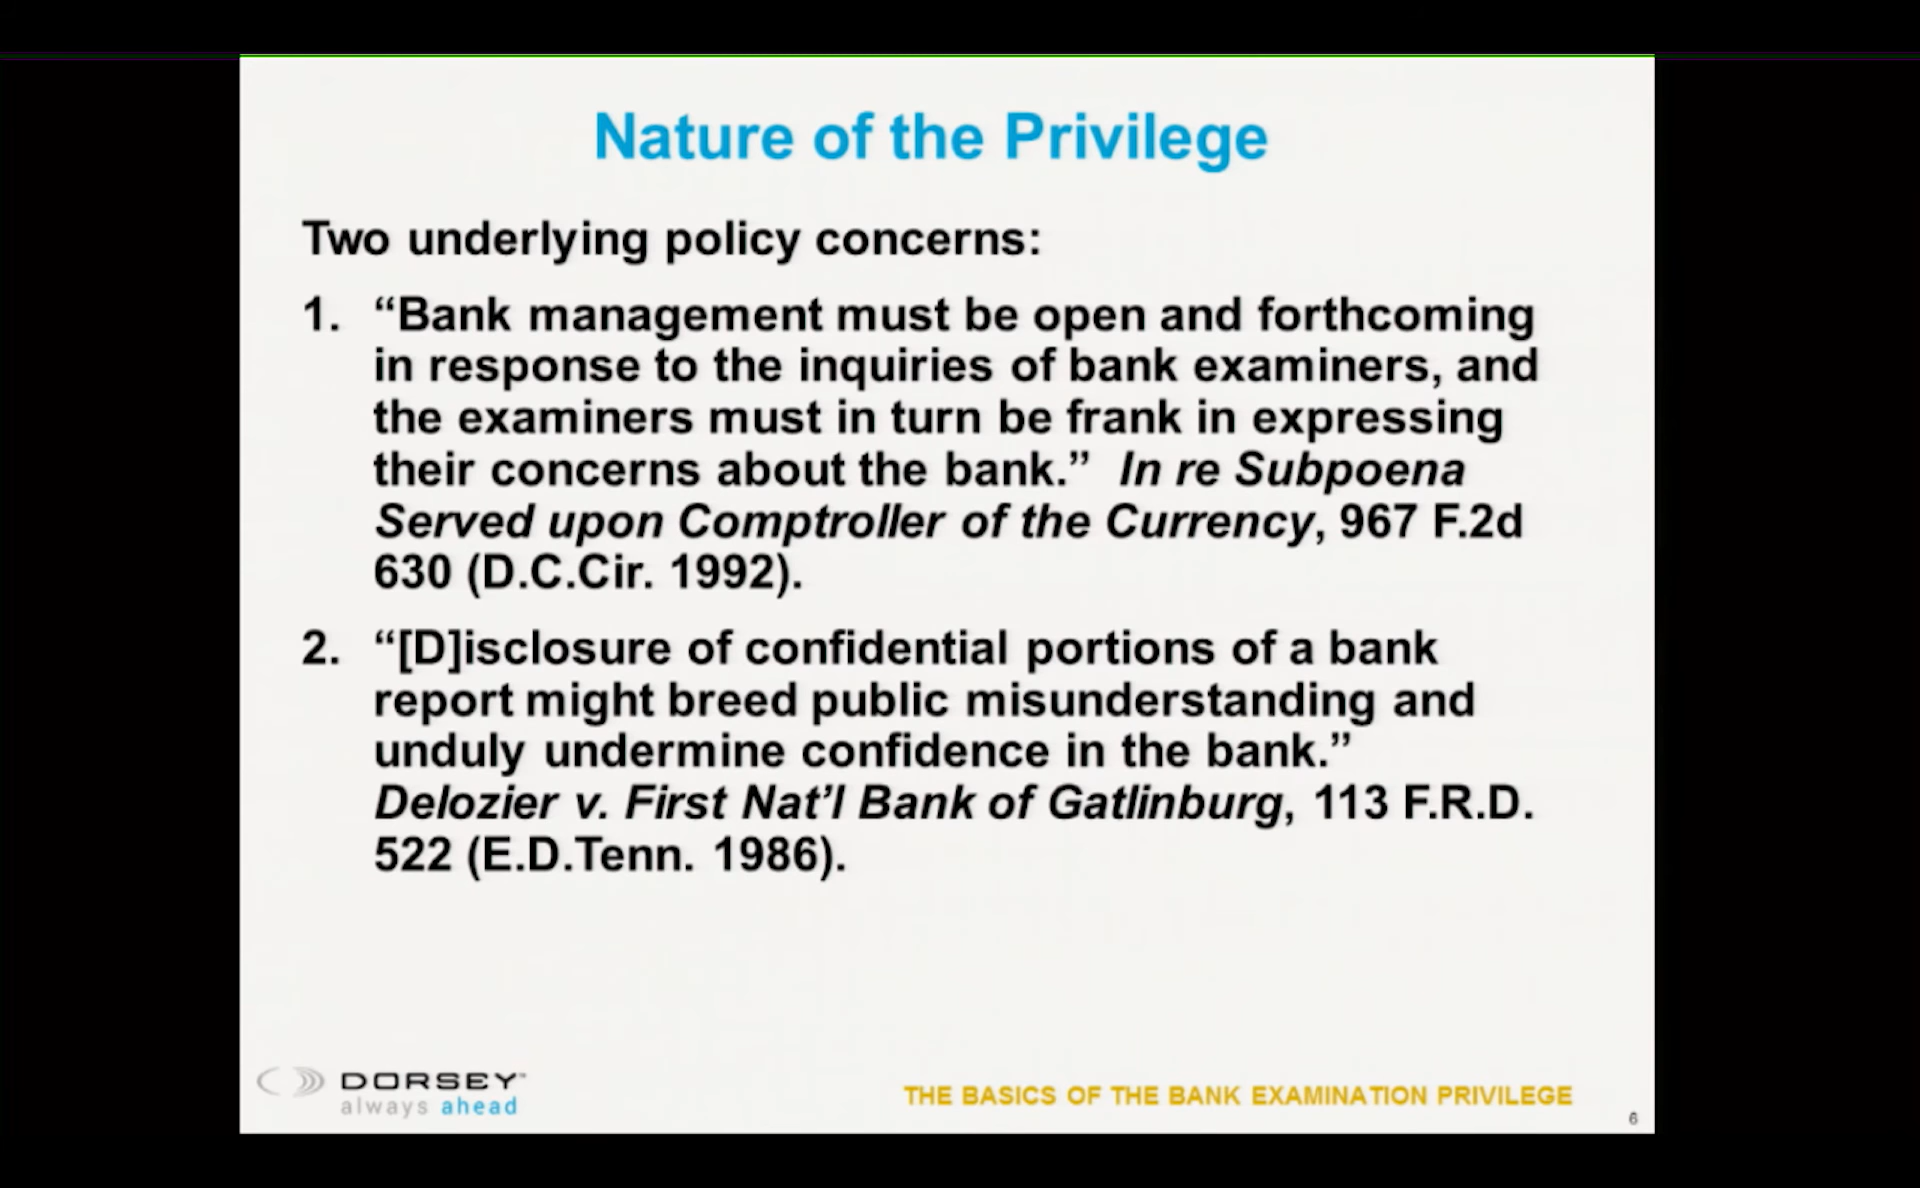 Nature of the Privilege
Two underlying policy concerns:
1. “Bank management must be open and forthcoming
in response to the inquiries of bank examiners, and
the examiners must in turn be frank in expressing
their concerns about the bank.” In re Subpoena
Served upon Comptroller of the Currency, 967 F.2d
630 (D.C.Cir. 1992).
2. “[D]isclosure of confidential portions of a bank
report might breed public misunderstanding and
unduly undermine confidence in the bank.”
Delozier v. First Nat’l Bank of Gatlinburg, 113 F.R.D.
522 (E.D.Tenn. 1986).
DORSEY™
always ahead
THE BASICS OF THE BANK EXAMINATION PRIVILEGE
6